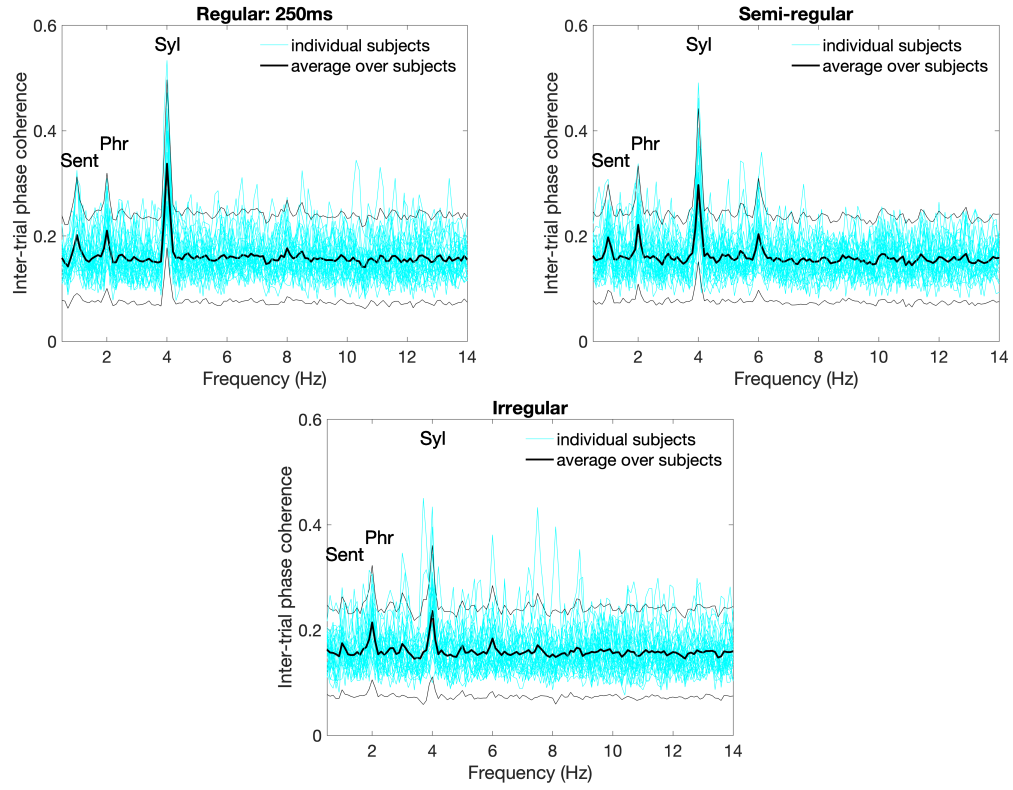 Regular: 250ms
0.6
Syl
individual subjects
average over subjects
0.4
Phr
Sent
0.2
0
2
4
6
8
10
12
14
Inter-trial phase coherence
Frequency (Hz)
Semi-regular
0.6
Syl
individual subjects
average over subjects
0.4
Phr
Sent
0.2
0
2
4
6
8
10
12
14
Inter-trial phase coherence
Frequency (Hz)
Irregular
0.6
Syl
individual subjects
average over subjects
0.4
Phr
Sent
0.2
0
2
4
6
8
10
12
14
Inter-trial phase coherence
Frequency (Hz)